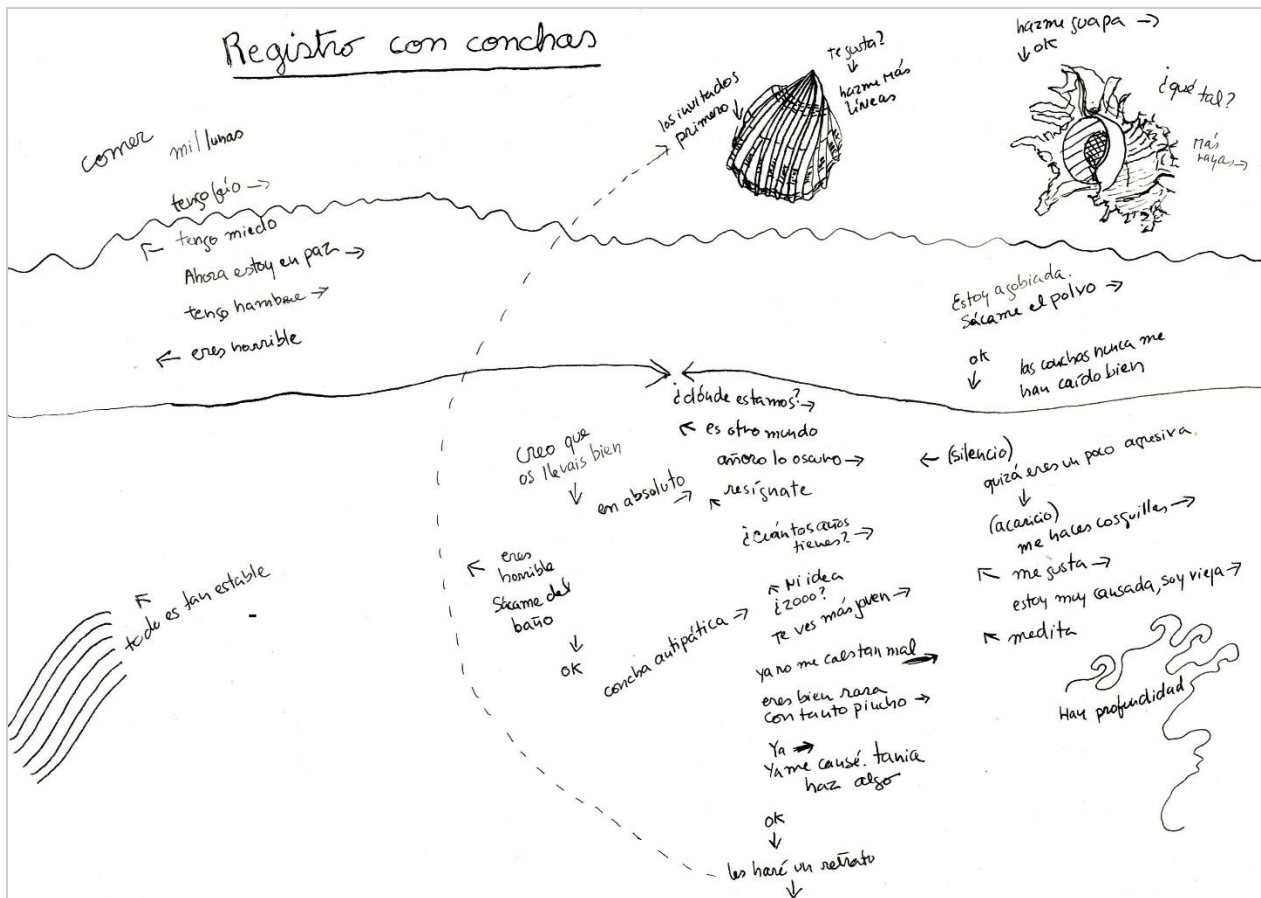 Registro con conchas
comer
mil lunas
tengo frío →
← tengo miedo
Ahora estoy en paz →
tengo hambre →
← eres horrible
los invitados
primero ↓
te gusta?
↓
hazme más
líneas
hazme guapa →
↓ ok
¿qué tal?
más
rayas →
Estoy agobiada.
Sácame el polvo →
ok
↓
las conchas nunca me
han caído bien
¿dónde estamos? →
← es otro mundo
añoro lo oscuro →
← resígnate
Creo que
os lleváis bien
↓
en absoluto →
¿Cuántos años
tienes? →
← Ni idea
¿2000?
te ves más joven →
← eres
horrible
Sácame del
baño
↓
ok
concha antipática →
ya no me caes tan mal →
eres bien rara
con tanto pincho →
Ya →
Ya me cansé. tania
haz algo
ok
↓
les haré un retrato
↓
← (silencio)
quizá eres un poco agresiva.
↓
(acaricio)
me haces cosquillas →
← me gusta →
estoy muy cansada, soy vieja →
← medita
Hay profundidad
← todo es tan estable